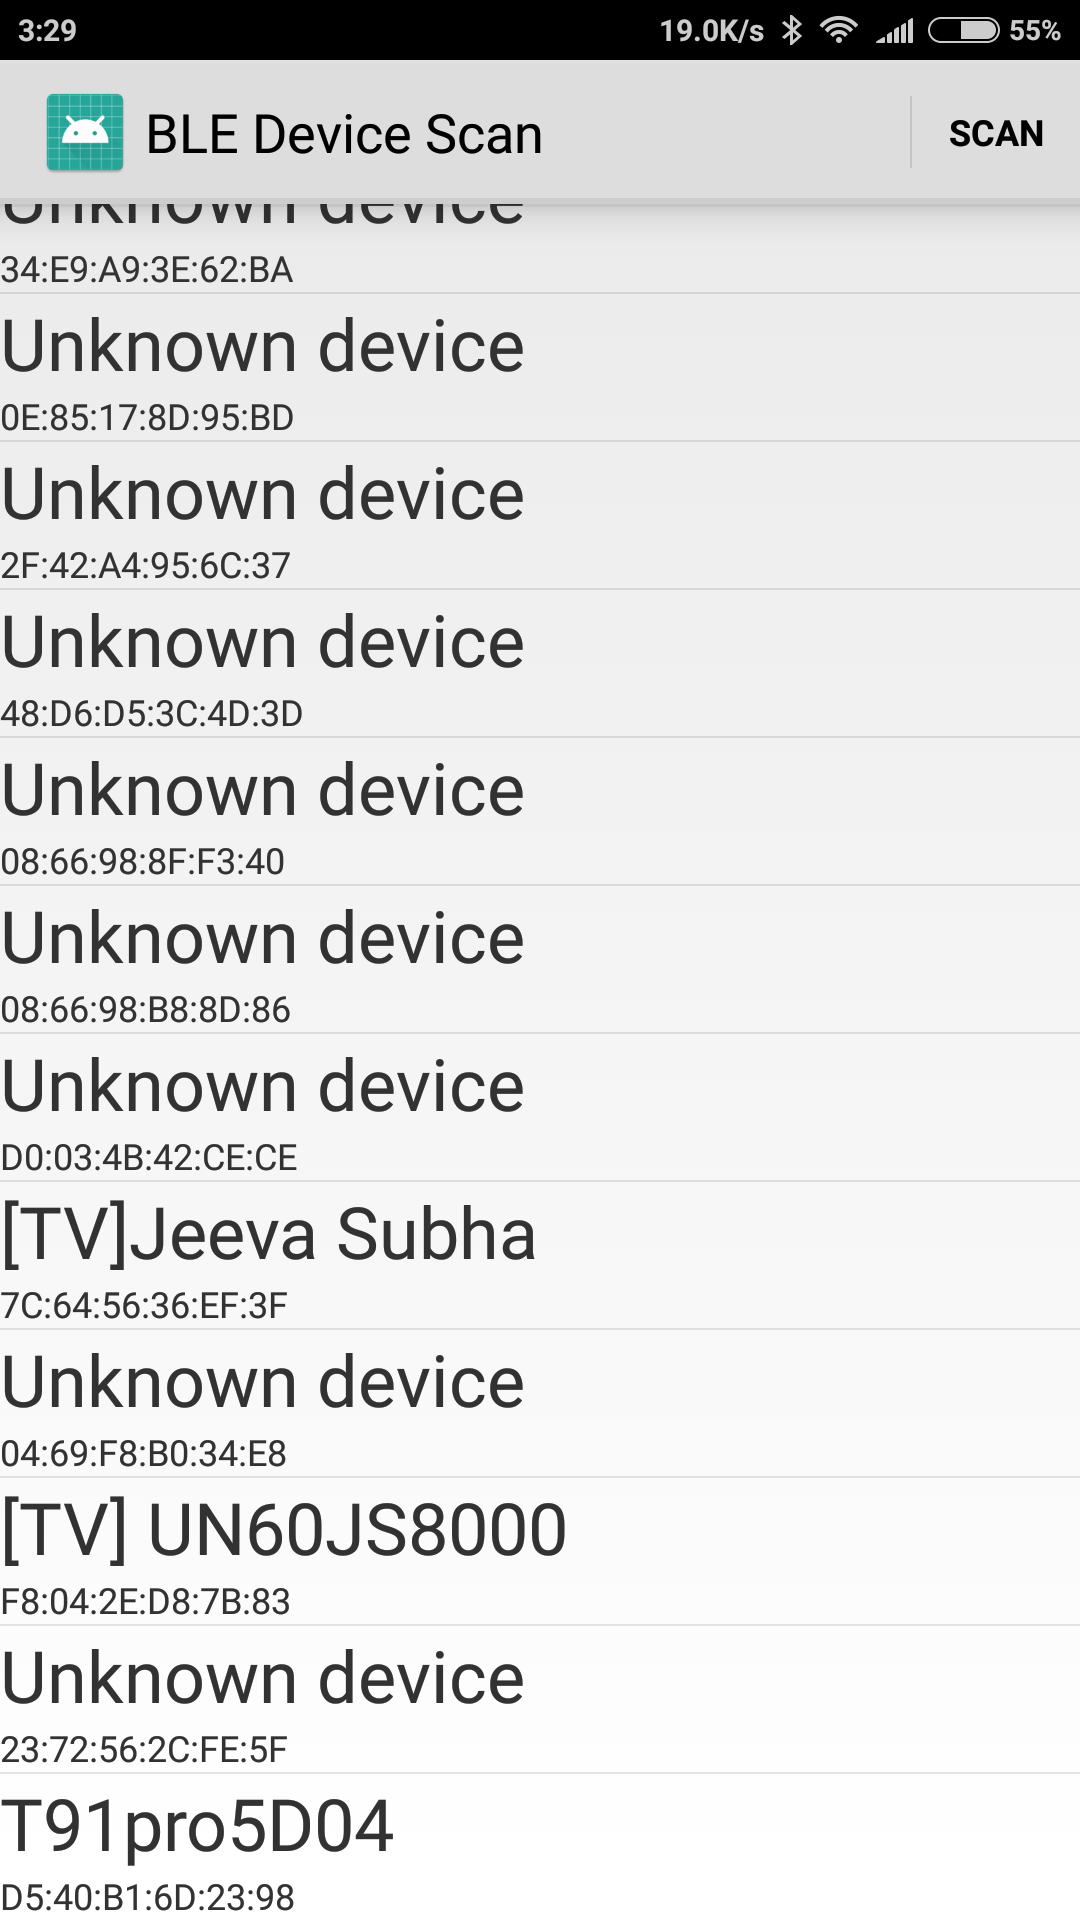 3:29 19.0K/s 55%
BLE Device Scan SCAN
Unknown device
34:E9:A9:3E:62:BA
Unknown device
0E:85:17:8D:95:BD
Unknown device
2F:42:A4:95:6C:37
Unknown device
48:D6:D5:3C:4D:3D
Unknown device
08:66:98:8F:F3:40
Unknown device
08:66:98:B8:8D:86
Unknown device
D0:03:4B:42:CE:CE
[TV]Jeeva Subha
7C:64:56:36:EF:3F
Unknown device
04:69:F8:B0:34:E8
[TV] UN60JS8000
F8:04:2E:D8:7B:83
Unknown device
23:72:56:2C:FE:5F
T91pro5D04
D5:40:B1:6D:23:98